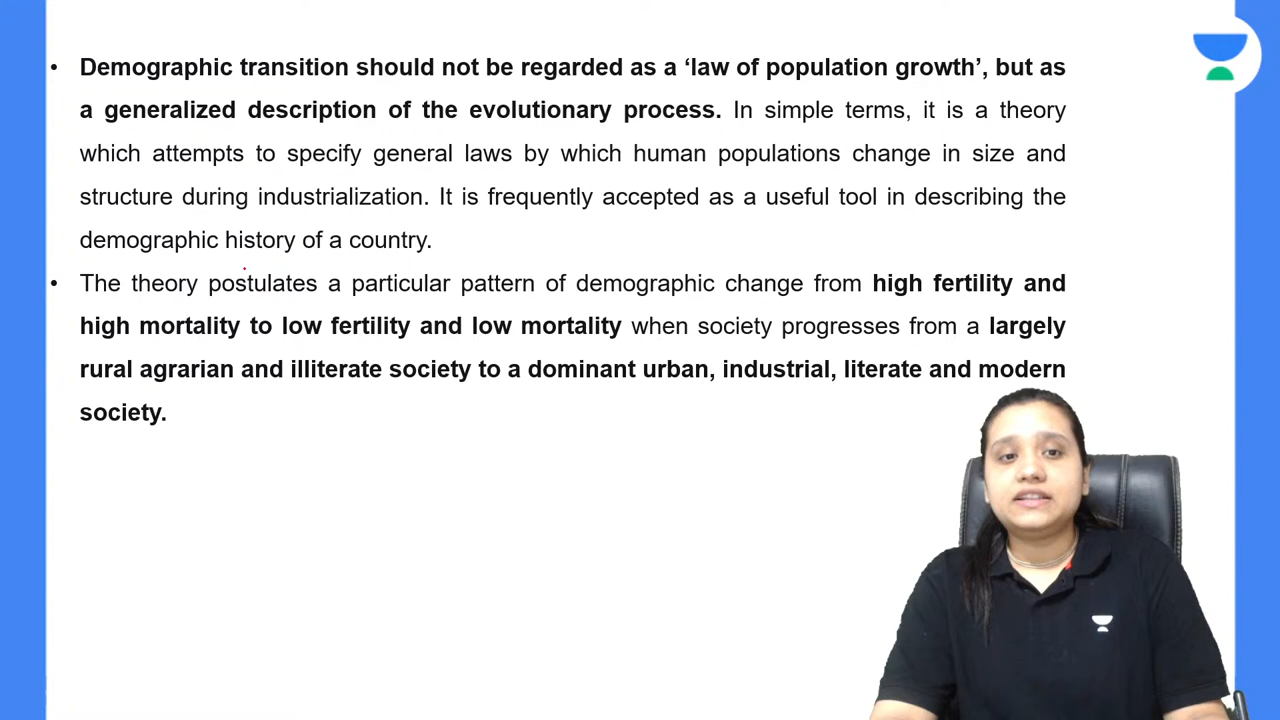 • Demographic transition should not be regarded as a ‘law of population growth’, but as
a generalized description of the evolutionary process. In simple terms, it is a theory
which attempts to specify general laws by which human populations change in size and
structure during industrialization. It is frequently accepted as a useful tool in describing the
demographic history of a country.
• The theory postulates a particular pattern of demographic change from high fertility and
high mortality to low fertility and low mortality when society progresses from a largely
rural agrarian and illiterate society to a dominant urban, industrial, literate and modern
society.